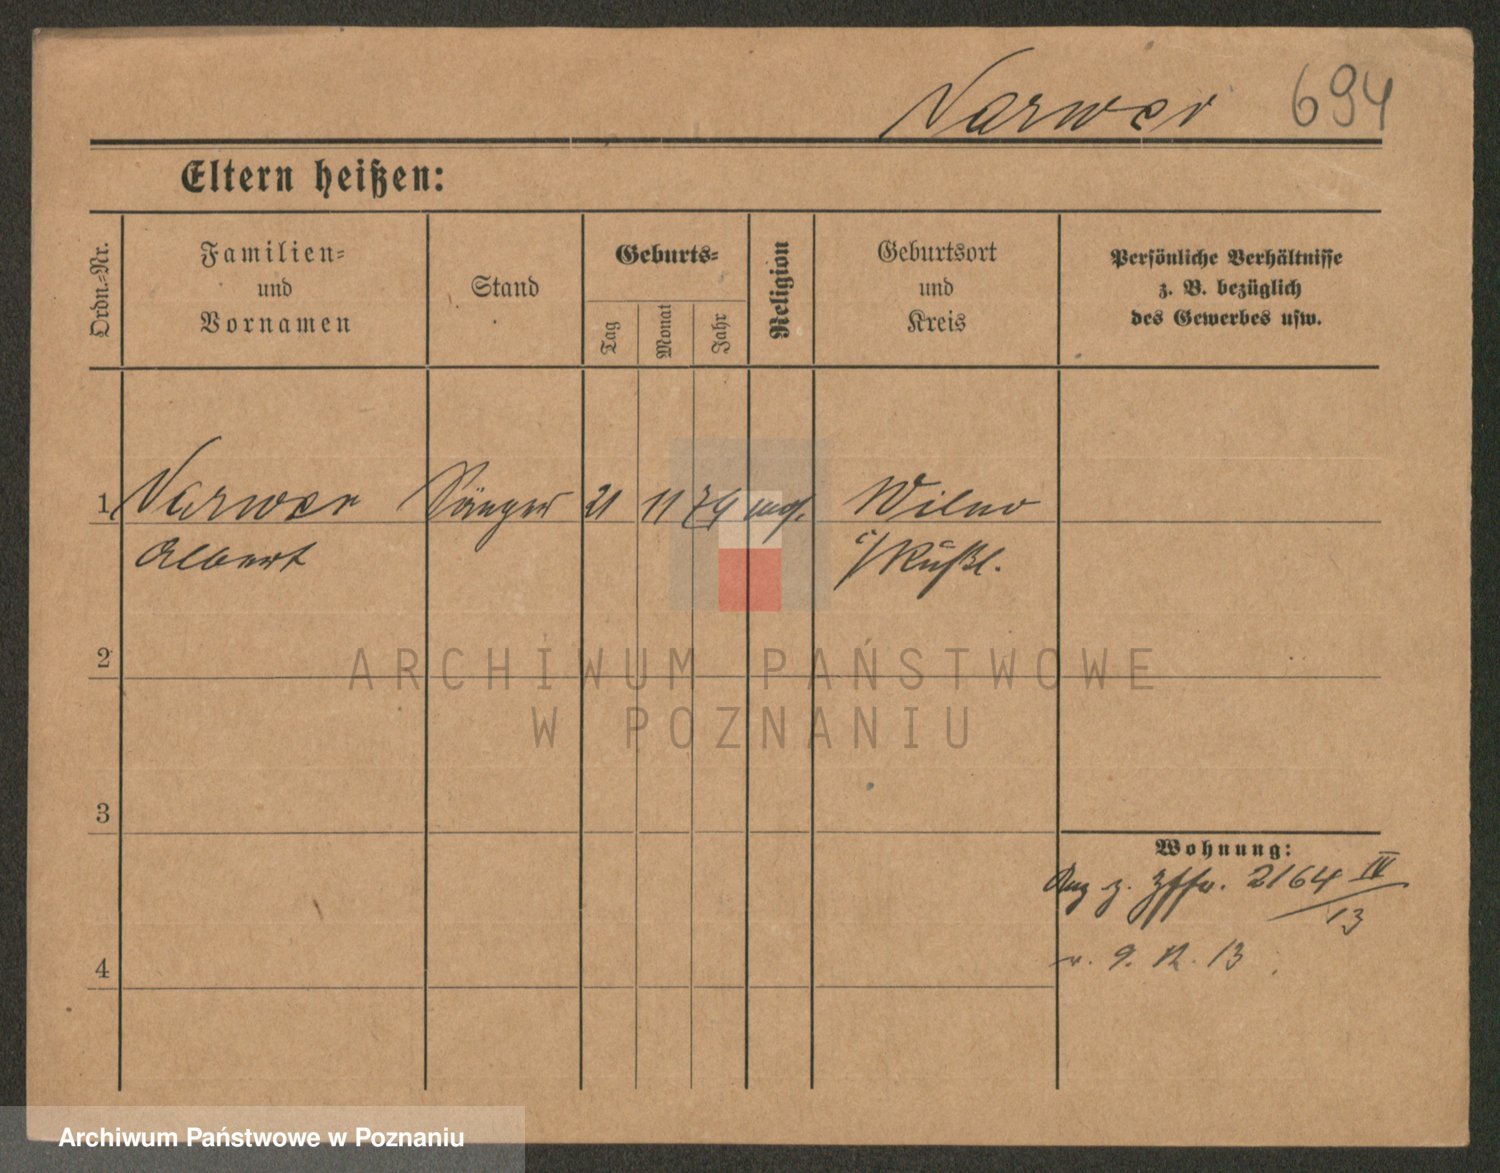 Narwer 694
Eltern heißen:
Ordn.-Nr.
Familien-
und
Vornamen
Stand
Geburts-
Tag
Monat
Jahr
Religion
Geburtsort
und
Kreis
Persönliche Verhältnisse
z. B. bezüglich
des Gewerbes usw.
1 Narwer Sänger 21 11 79 Wilno
Albert i/Rußl.
ARCHIWUM PAŃSTWOWE
W POZNANIU
2
3
Wohnung:
z. 2164 IV
13
v. 9. 12. 13
4
Archiwum Państwowe w Poznaniu